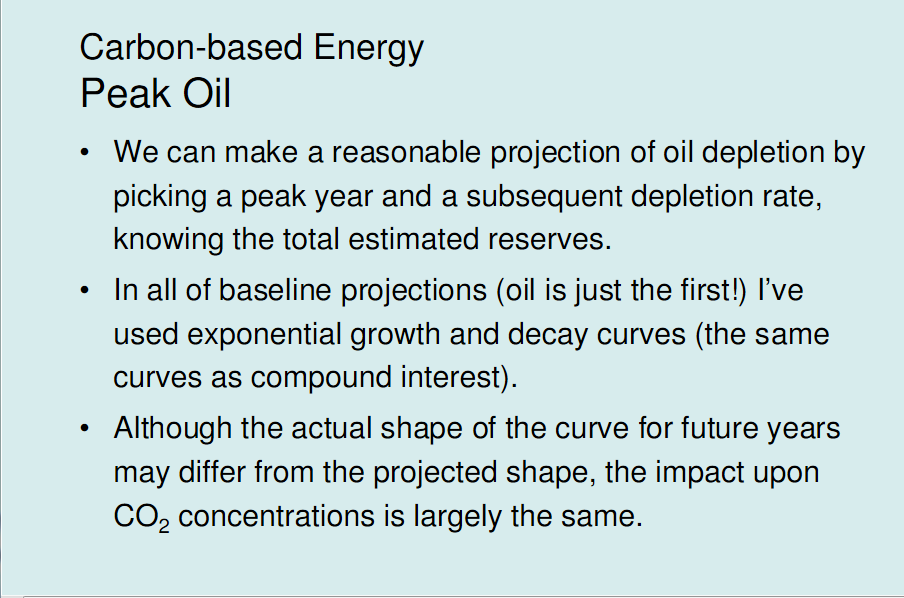 Carbon-based Energy
Peak Oil
• We can make a reasonable projection of oil depletion by
picking a peak year and a subsequent depletion rate,
knowing the total estimated reserves.
• In all of baseline projections (oil is just the first!) I’ve
used exponential growth and decay curves (the same
curves as compound interest).
• Although the actual shape of the curve for future years
may differ from the projected shape, the impact upon
CO₂ concentrations is largely the same.